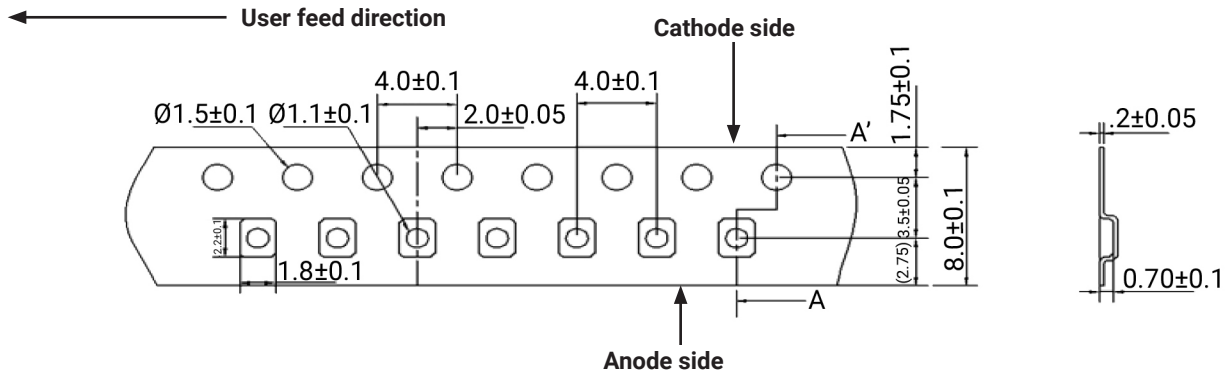 User feed direction
Cathode side
4.0±0.1
4.0±0.1
1.75±0.1
Ø1.5±0.1
Ø1.1±0.1
2.0±0.05
A’
.2±0.05
3.5±0.05
8.0±0.1
2.2±0.1
(2.75)
1.8±0.1
0.70±0.1
A
Anode side